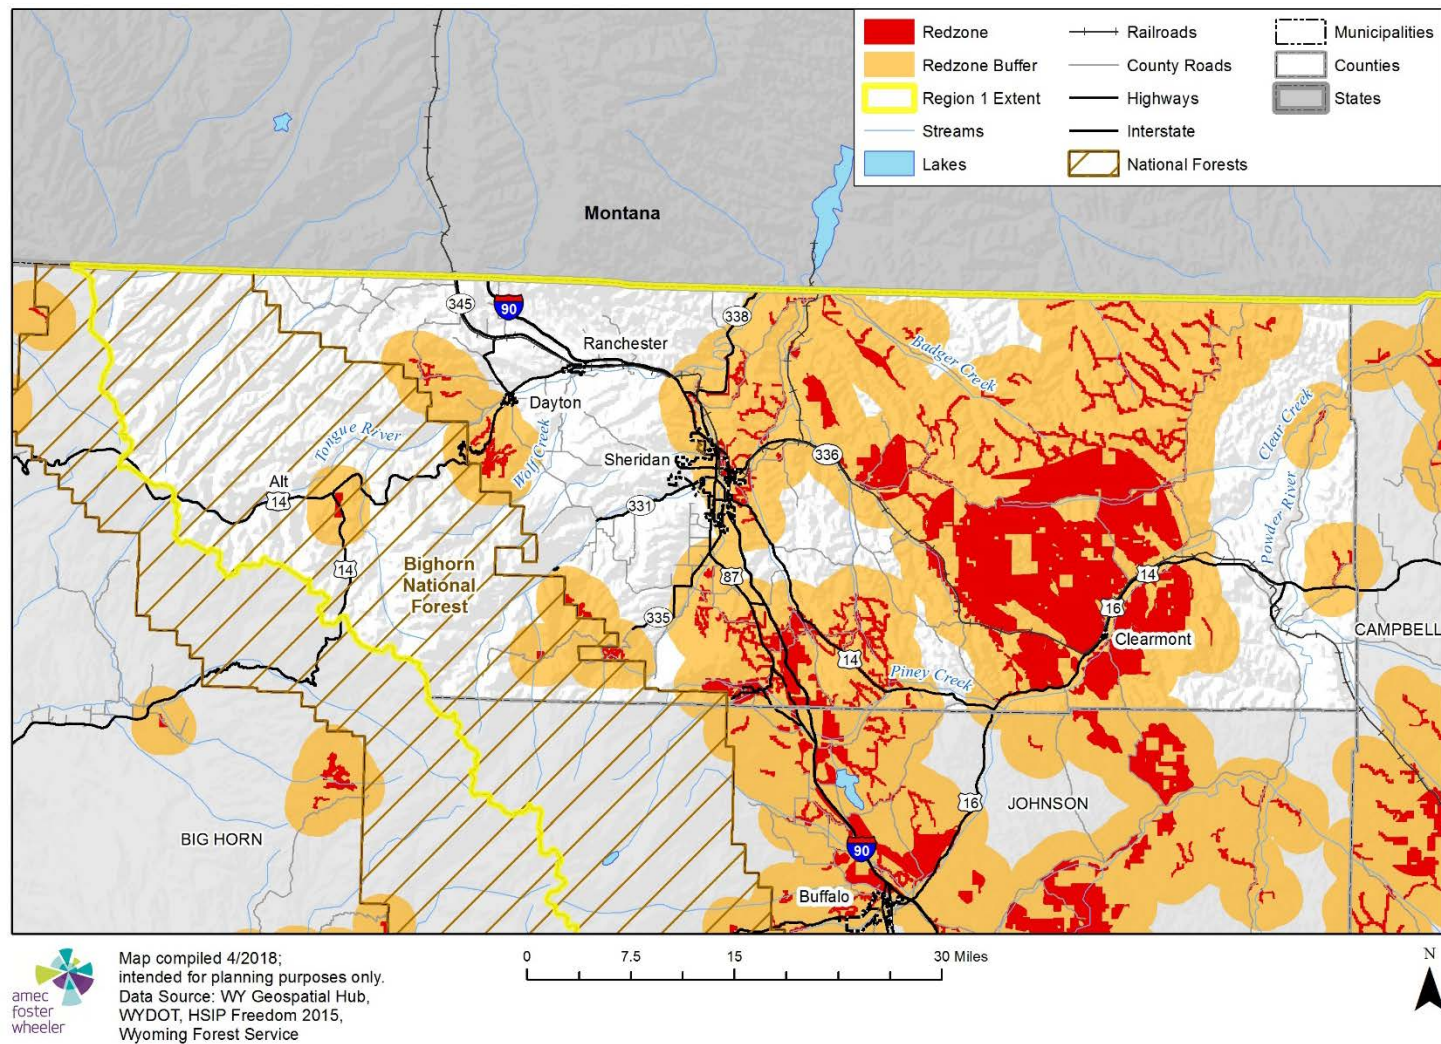 Redzone
Redzone Buffer
Region 1 Extent
Streams
Lakes
Railroads
County Roads
Highways
Interstate
National Forests
Municipalities
Counties
States
Montana
345
90
338
Ranchester
Badger Creek
Dayton
Tongue River
Wolf Creek
Sheridan
336
Clear Creek
Powder River
Alt
14
331
14
Bighorn
National
Forest
87
14
16
335
Clearmont
CAMPBELL
14
Piney Creek
16
JOHNSON
BIG HORN
90
Buffalo
amec
foster
wheeler
Map compiled 4/2018;
intended for planning purposes only.
Data Source: WY Geospatial Hub,
WYDOT, HSIP Freedom 2015,
Wyoming Forest Service
0 7.5 15 30 Miles
N